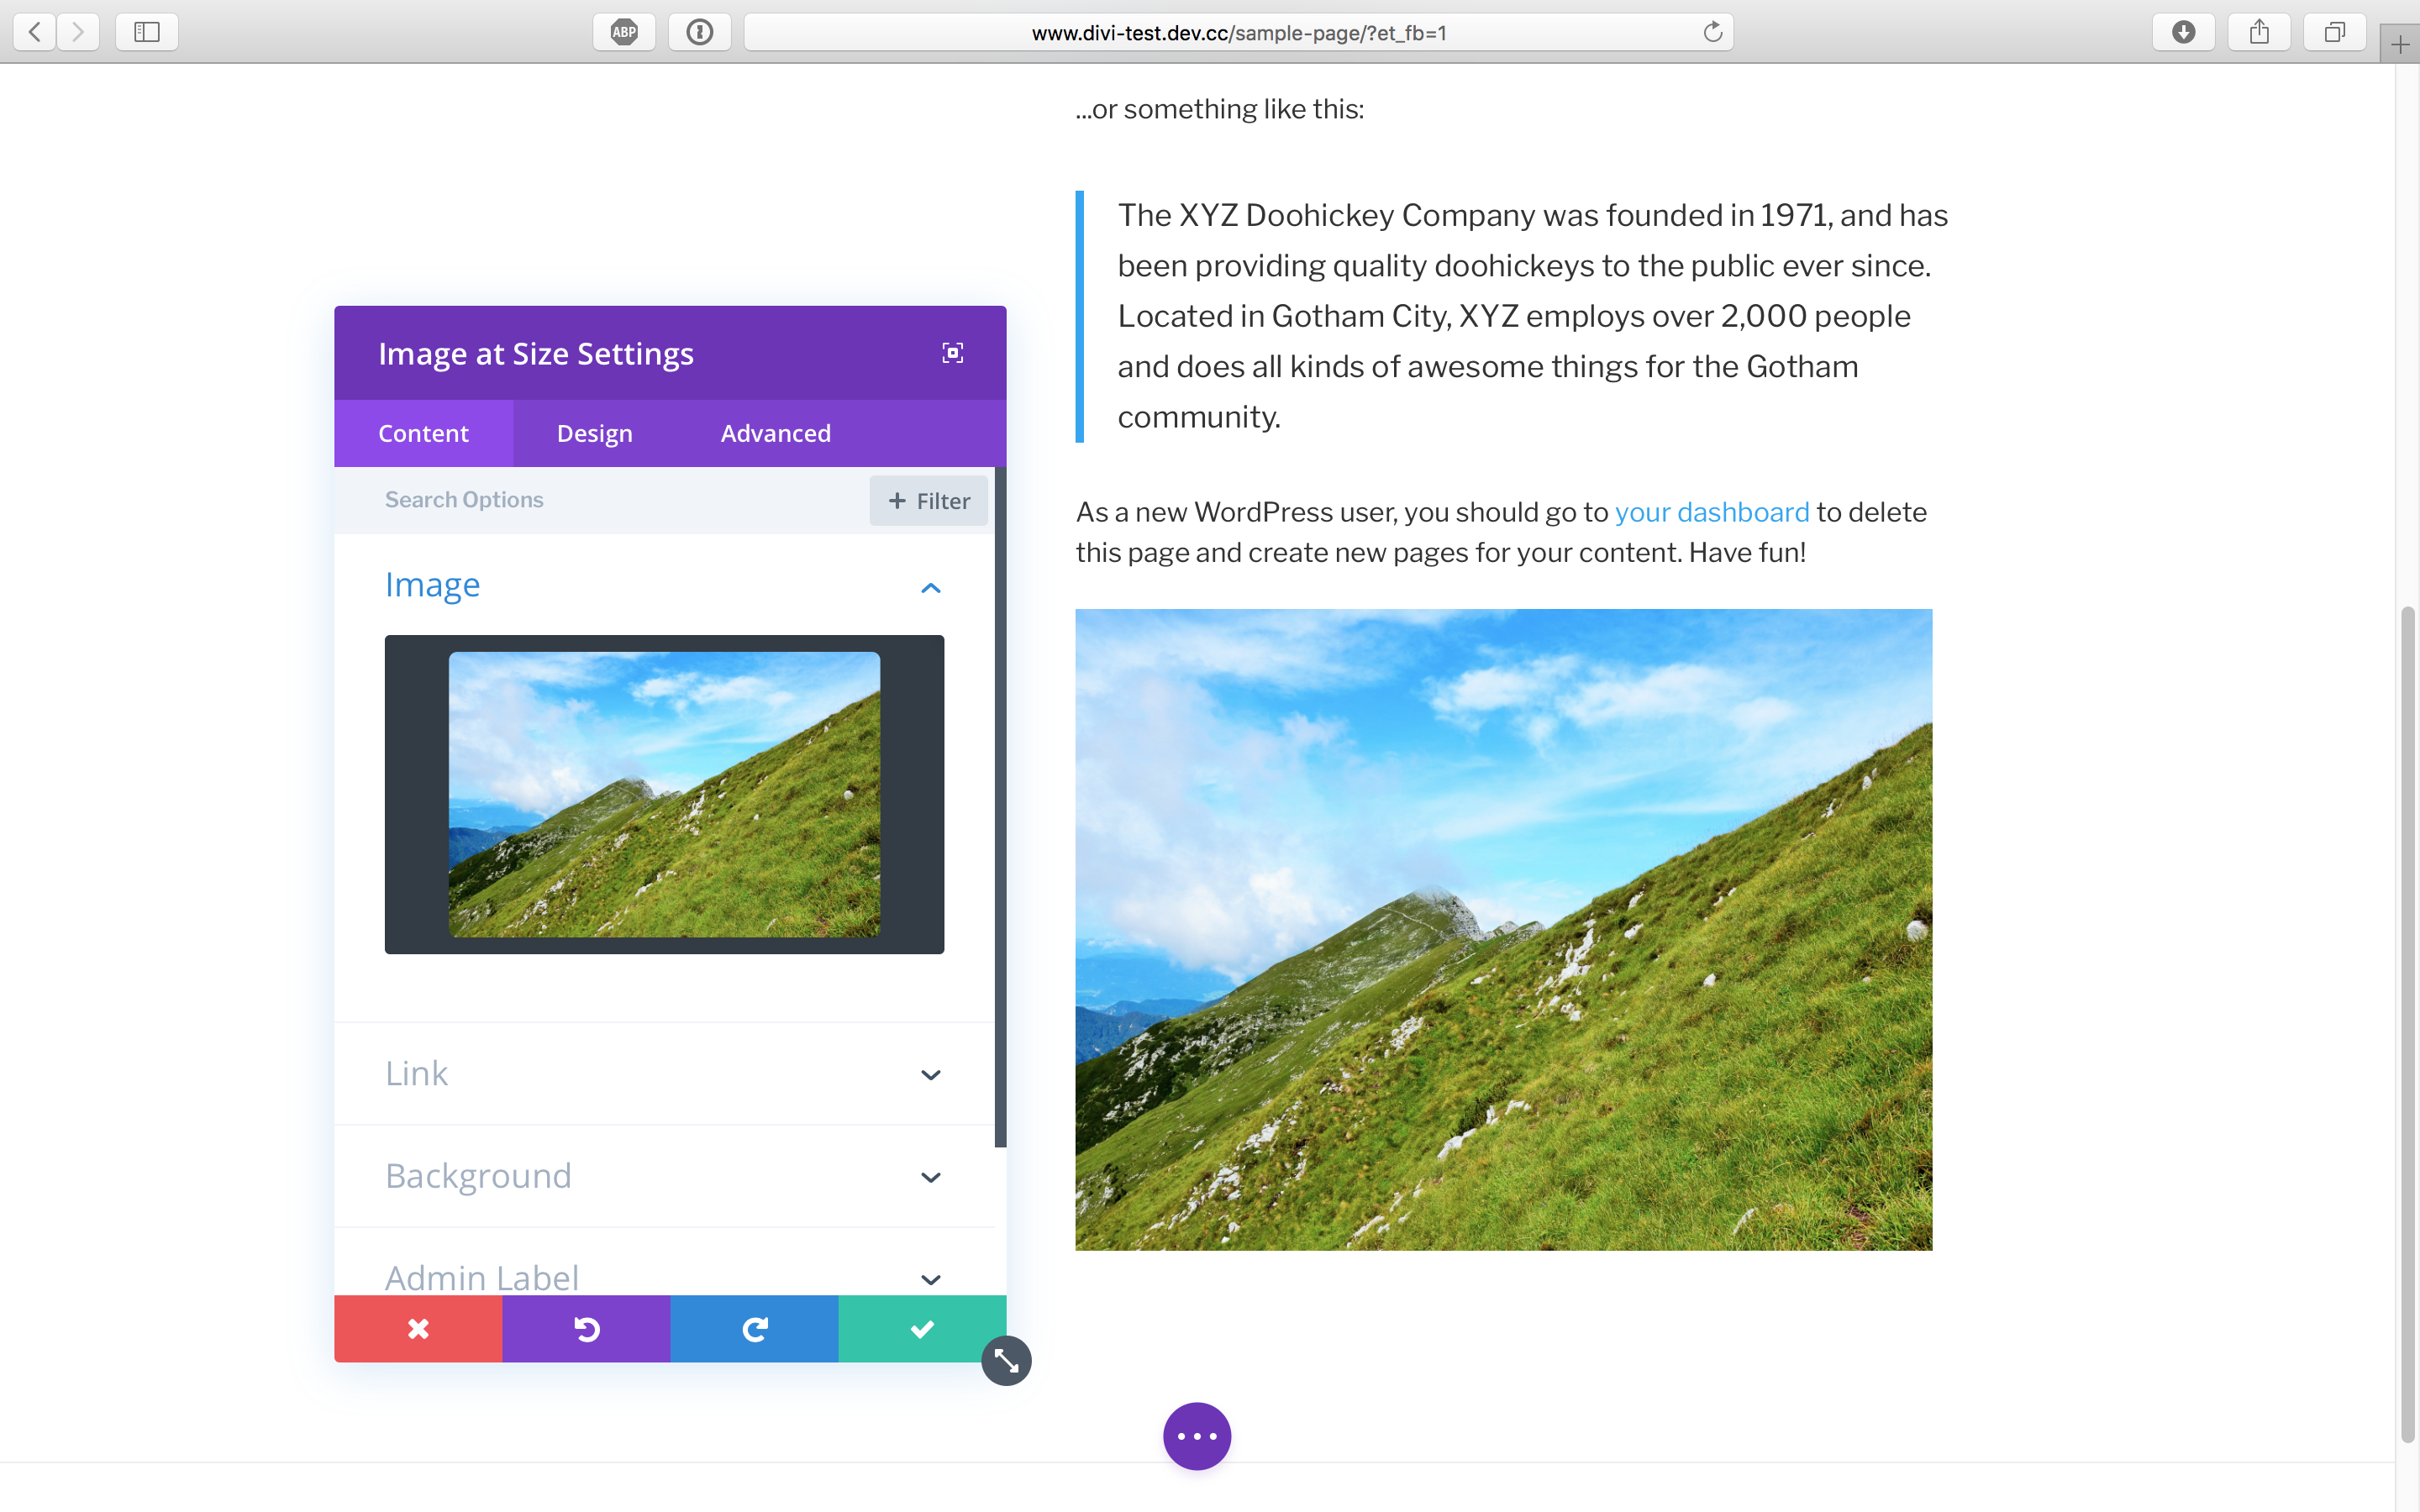 ABP
www.divi-test.dev.cc/sample-page/?et_fb=1
...or something like this:
The XYZ Doohickey Company was founded in 1971, and has
been providing quality doohickeys to the public ever since.
Located in Gotham City, XYZ employs over 2,000 people
and does all kinds of awesome things for the Gotham
community.
As a new WordPress user, you should go to your dashboard to delete
this page and create new pages for your content. Have fun!
Image at Size Settings
Content Design Advanced
Search Options + Filter
Image
Link
Background
Admin Label